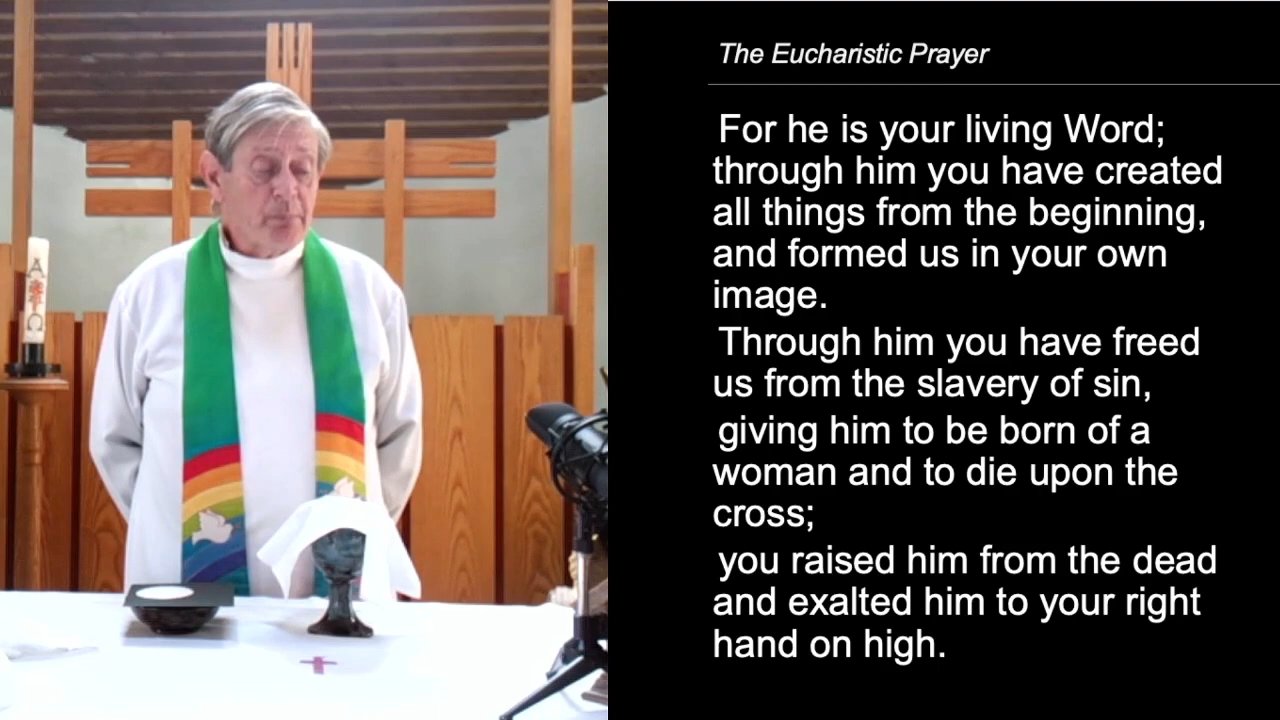 The Eucharistic Prayer
For he is your living Word;
through him you have created
all things from the beginning,
and formed us in your own
image.
Through him you have freed
us from the slavery of sin,
giving him to be born of a
woman and to die upon the
cross;
you raised him from the dead
and exalted him to your right
hand on high.
Α
Ω